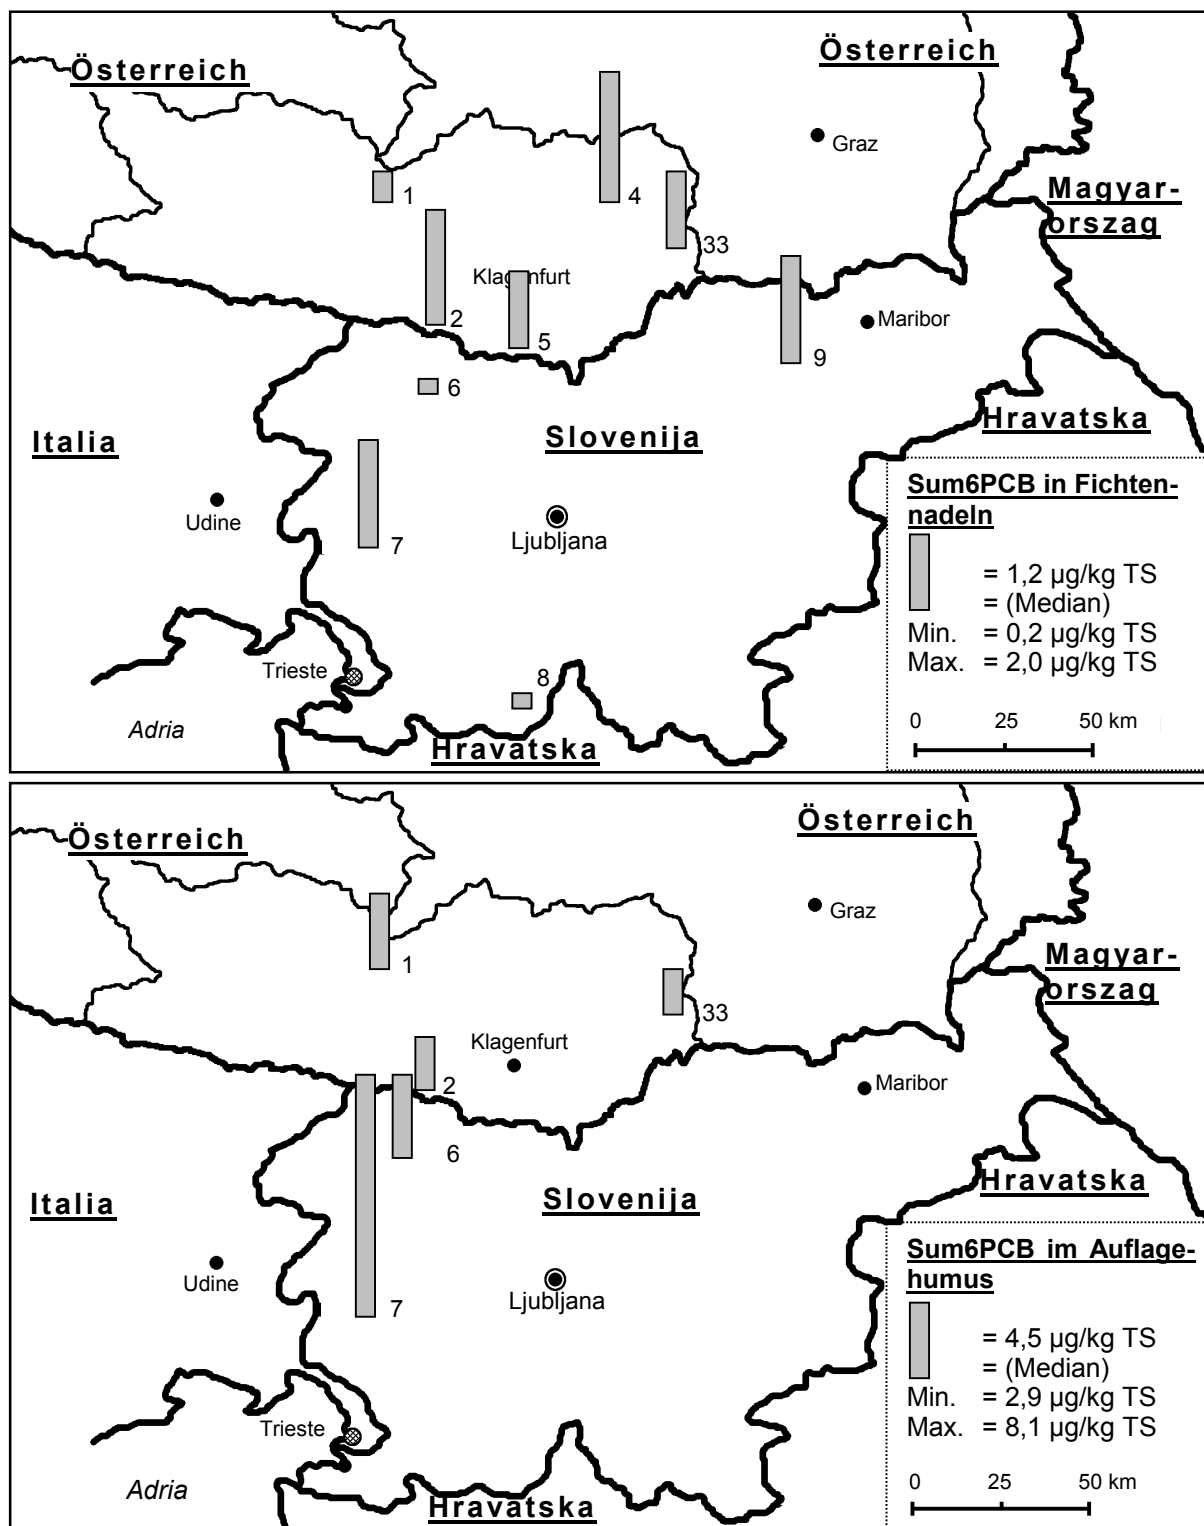 Österreich
Österreich
Graz
Magyar-
orszag
1
4
33
Klagenfurt
2
5
9
Maribor
6
Hravatska
Italia
Slovenija
Udine
7
Ljubljana
Trieste
8
Adria
Hravatska
Sum6PCB in Fichten-
nadeln
= 1,2 µg/kg TS
= (Median)
Min. = 0,2 µg/kg TS
Max. = 2,0 µg/kg TS
0 25 50 km
Österreich
Österreich
Graz
Magyar-
orszag
1
33
Klagenfurt
2
Maribor
6
Hravatska
Italia
Slovenija
Udine
7
Ljubljana
Trieste
Adria
Hravatska
Sum6PCB im Auflage-
humus
= 4,5 µg/kg TS
= (Median)
Min. = 2,9 µg/kg TS
Max. = 8,1 µg/kg TS
0 25 50 km